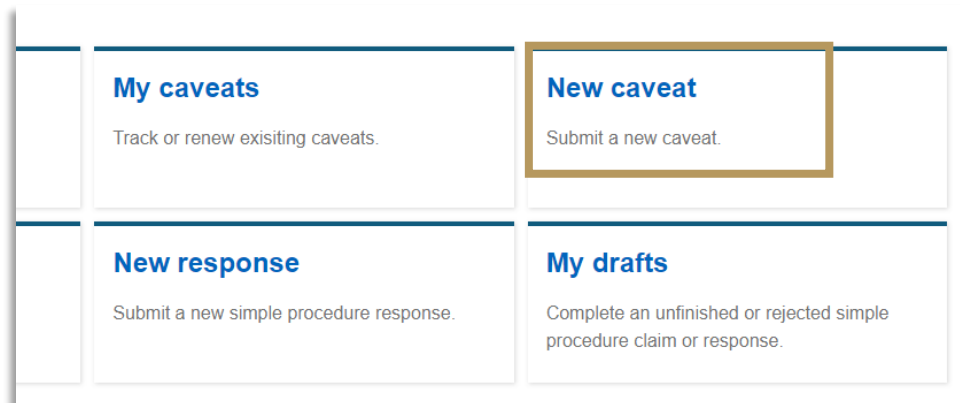 My caveats
Track or renew exisiting caveats.
New caveat
Submit a new caveat.
New response
Submit a new simple procedure response.
My drafts
Complete an unfinished or rejected simple
procedure claim or response.